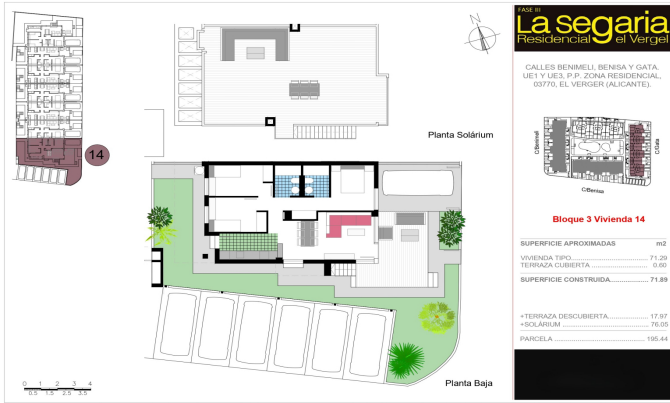 FASE III
La Segaria
Residencial el Vergel
CALLES BENIMELI, BENISA Y GATA.
UE1 Y UE3, P.P. ZONA RESIDENCIAL,
03770, EL VERGER (ALICANTE).
N
14
Planta Solárium
C/Benimeli
C/Gata
C/Benisa
Bloque 3 Vivienda 14
SUPERFICIE APROXIMADAS m2
VIVIENDA TIPO 71.29
TERRAZA CUBIERTA 0.60
SUPERFICIE CONSTRUIDA 71.89
+TERRAZA DESCUBIERTA 17.97
+SOLÁRIUM 76.05
PARCELA 195.44
Planta Baja
0 1 2 3 4
0.5 1.5 2.5 3.5